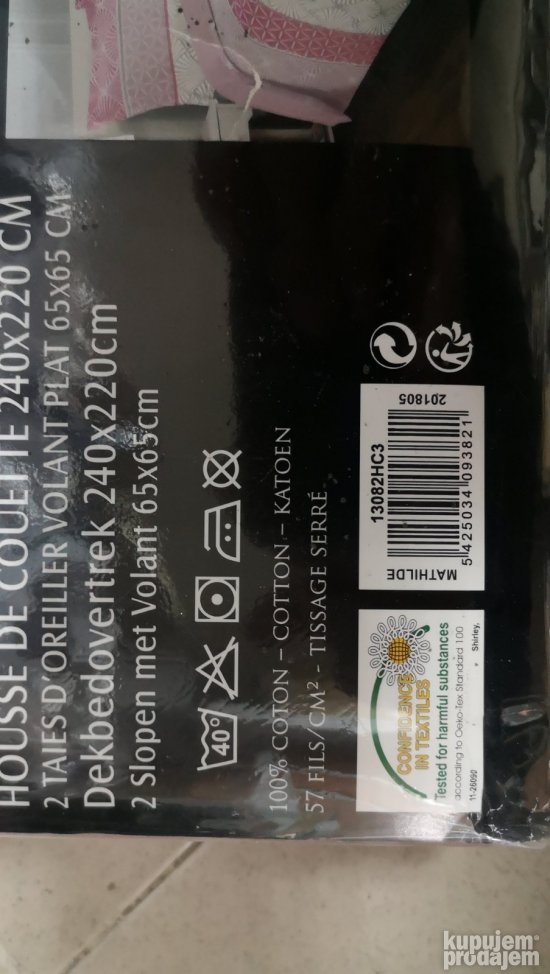 HOUSSE DE COUETTE 240X220 CM
2 TAIES D'OREILLER VOLANT PLAT 65X65 CM
Dekbedovertrek 240x220cm
2 Slopen met Volant 65x65cm
40°
100% COTON – COTTON – KATOEN
57 FILS/CM² - TISSAGE SERRÉ
CONFIDENCE
IN TEXTILES
Tested for harmful substances
according to Oeko-Tex Standard 100
11-26090
Shirley,
MATHILDE
13082HC3
201805
5 425034 093821
kupujem
prodajem